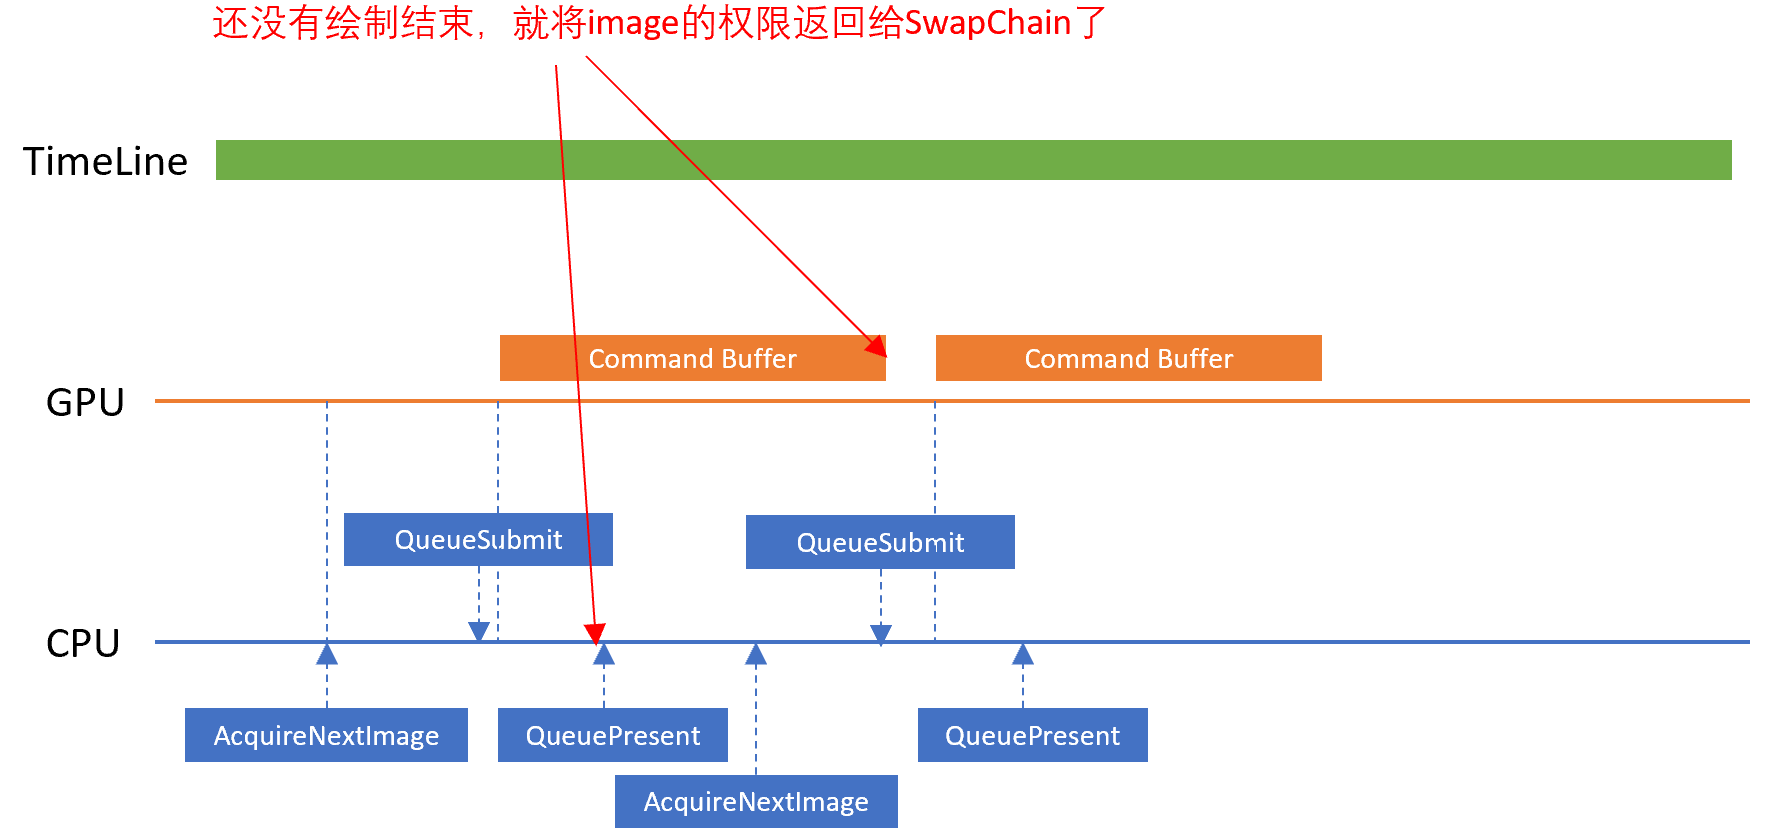 还没有绘制结束，就将image的权限返回给SwapChain了
TimeLine
Command Buffer
Command Buffer
GPU
QueueSubmit
QueueSubmit
CPU
AcquireNextImage
QueuePresent
QueuePresent
AcquireNextImage